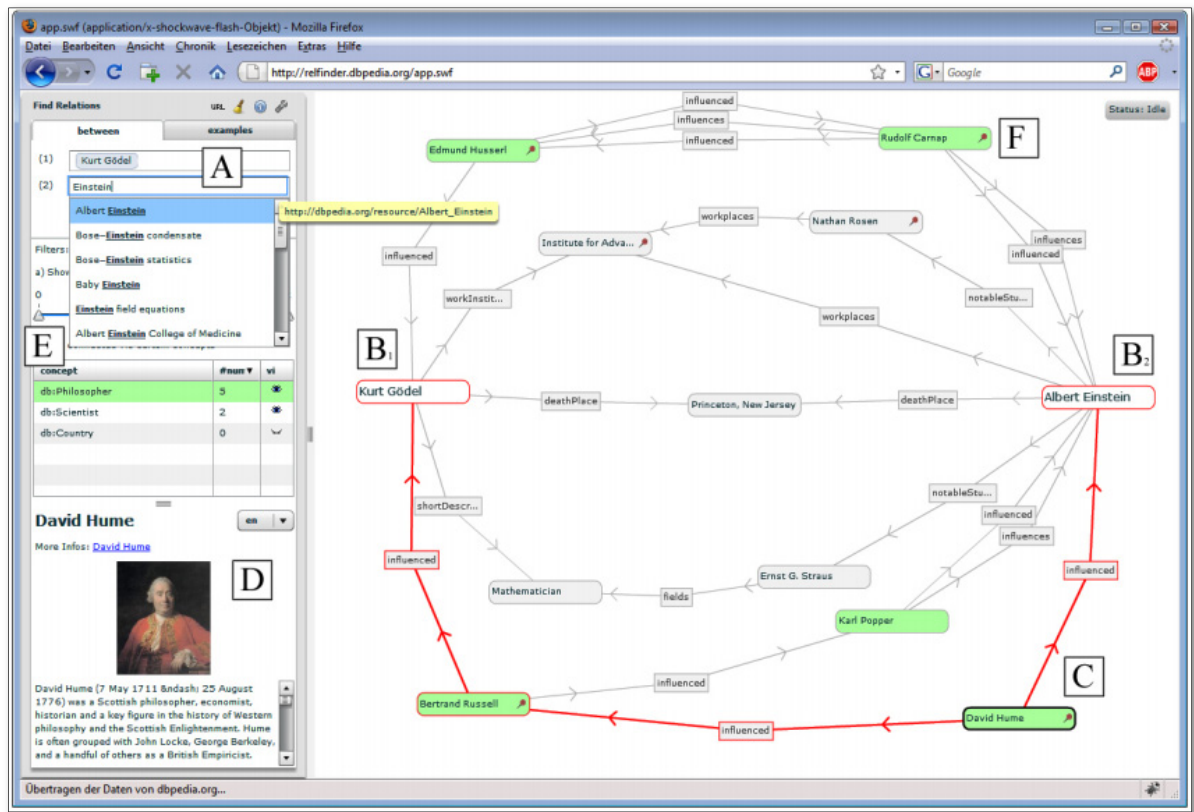 app.swf (application/x-shockwave-flash-Objekt) - Mozilla Firefox
Datei Bearbeiten Ansicht Chronik Lesezeichen Extras Hilfe
http://relfinder.dbpedia.org/app.swf
G Google
ABP
Find Relations
URL
between examples
(1) Kurt Gödel
A
(2) Einstein
Albert Einstein
http://dbpedia.org/resource/Albert_Einstein
Bose–Einstein condensate
Bose–Einstein statistics
Baby Einstein
Einstein field equations
Albert Einstein College of Medicine
Filters:
a) Show
0
E
concept #num vi
db:Philosopher 5
db:Scientist 2
db:Country 0
David Hume
en
More Infos: David Hume
D
David Hume (7 May 1711 &ndash; 25 August
1776) was a Scottish philosopher, economist,
historian and a key figure in the history of Western
philosophy and the Scottish Enlightenment. Hume
is often grouped with John Locke, George Berkeley,
and a handful of others as a British Empiricist.
Status: Idle
influenced
influences
influenced
Edmund Husserl
Rudolf Carnap
F
workplaces
Nathan Rosen
Institute for Adva...
influences
influenced
influenced
workInstit...
notableStu...
workplaces
B1
B2
Kurt Gödel
deathPlace
Princeton, New Jersey
deathPlace
Albert Einstein
notableStu...
shortDescr...
influenced
influences
influenced
influenced
Ernst G. Straus
Mathematician
fields
Karl Popper
influenced
C
Bertrand Russell
David Hume
influenced
Übertragen der Daten von dbpedia.org...